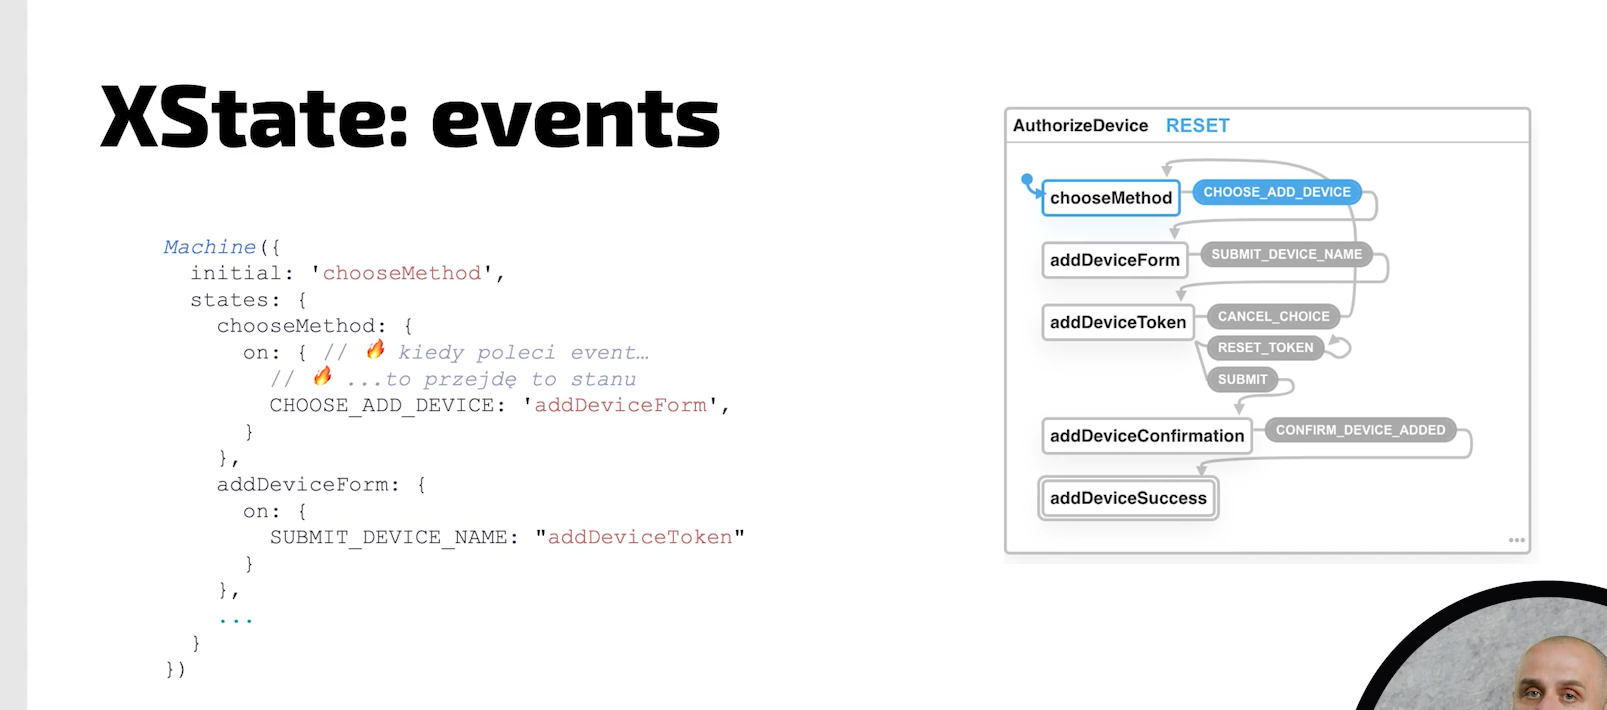 XState: events
Machine({
initial: 'chooseMethod',
states: {
chooseMethod: {
on: { // 🔥 kiedy poleci event…
// 🔥 ...to przejdę to stanu
CHOOSE_ADD_DEVICE: 'addDeviceForm',
}
},
addDeviceForm: {
on: {
SUBMIT_DEVICE_NAME: "addDeviceToken"
}
},
...
}
})
AuthorizeDevice RESET
chooseMethod CHOOSE_ADD_DEVICE
addDeviceForm SUBMIT_DEVICE_NAME
addDeviceToken CANCEL_CHOICE
RESET_TOKEN
SUBMIT
addDeviceConfirmation CONFIRM_DEVICE_ADDED
addDeviceSuccess